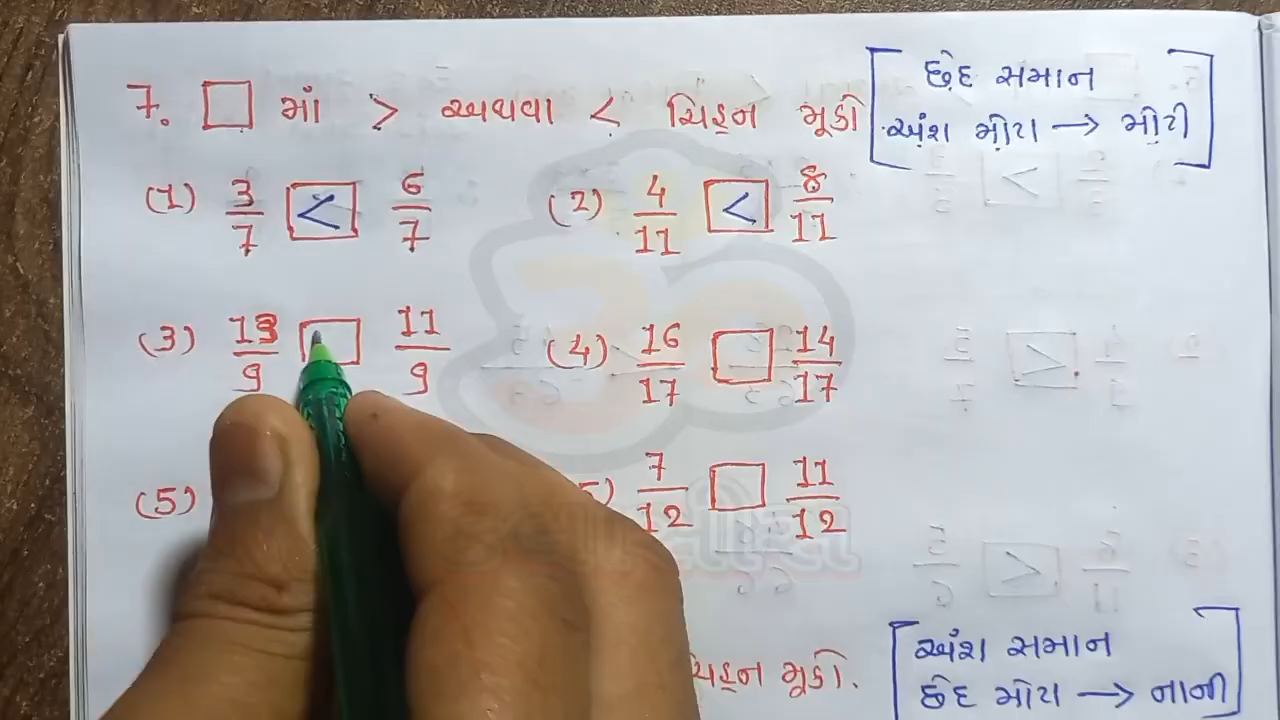 7. □ માં > અથવા < ચિહ્ન મૂકો
છેદ સમાન
અંશ મોટા → મોટી
(1) 3/7 < 6/7 (2) 4/11 < 8/11
(3) 13/9 □ 11/9 (4) 16/17 □ 14/17
(5) 7/12 □ 11/12
ચિહ્ન મૂકો.
અંશ સમાન
છેદ મોટા → નાની